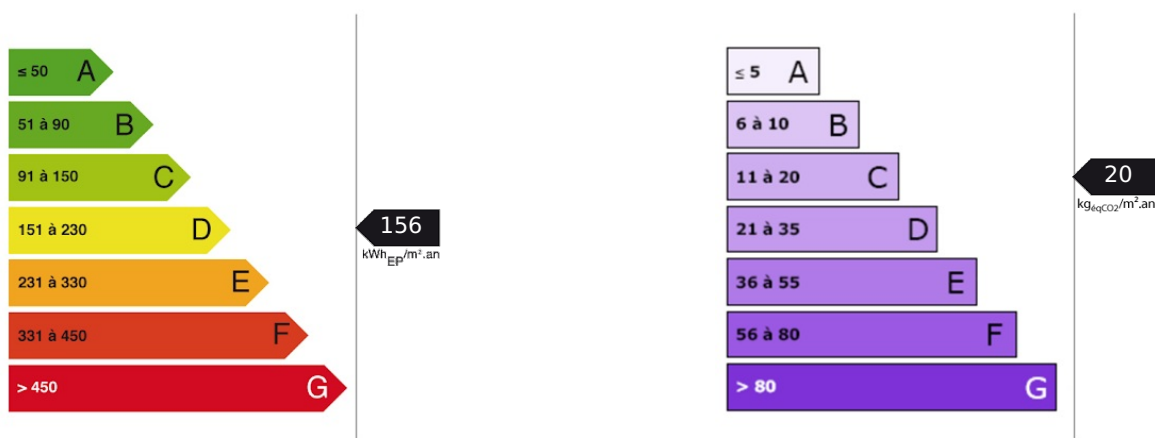 ≤ 50 A
51 à 90 B
91 à 150 C
151 à 230 D
231 à 330 E
331 à 450 F
> 450 G
156
kWhEP/m².an
≤ 5 A
6 à 10 B
11 à 20 C
21 à 35 D
36 à 55 E
56 à 80 F
> 80 G
20
kgéqCO2/m².an